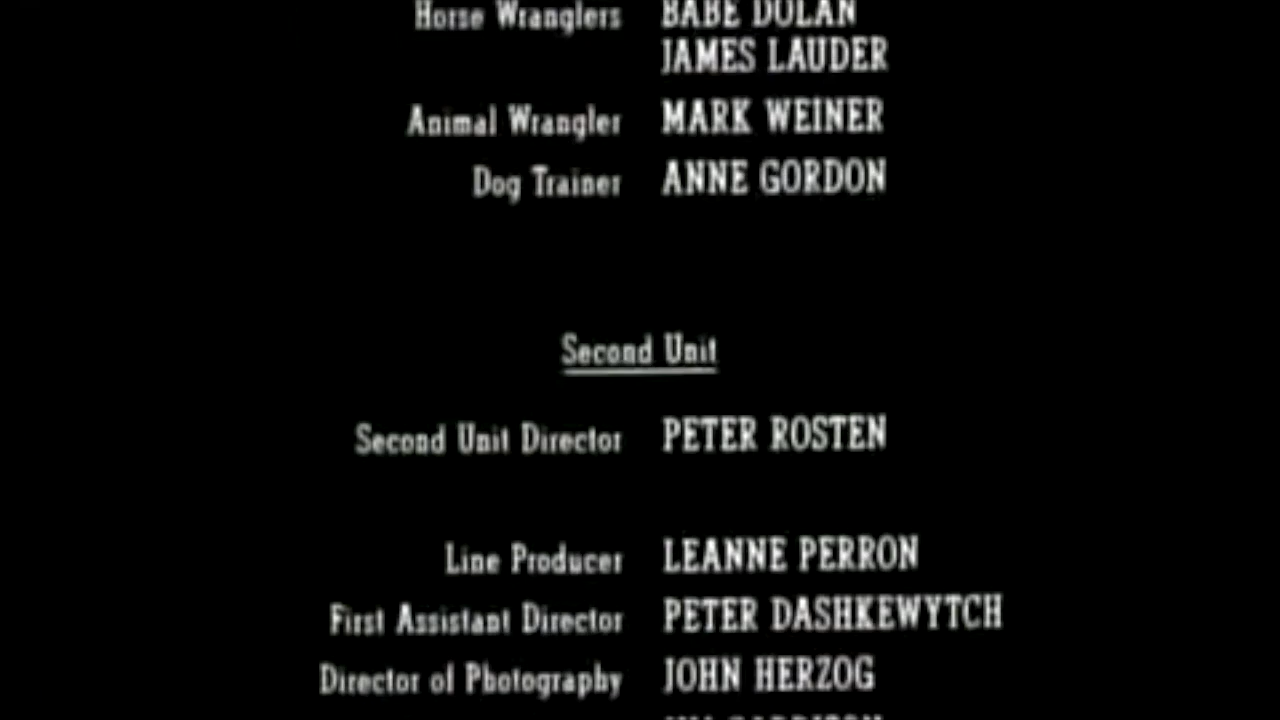 Horse Wranglers BABE DOLAN
JAMES LAUDER
Animal Wrangler MARK WEINER
Dog Trainer ANNE GORDON
Second Unit
Second Unit Director PETER ROSTEN
Line Producer LEANNE PERRON
First Assistant Director PETER DASHKEWYTCH
Director of Photography JOHN HERZOG